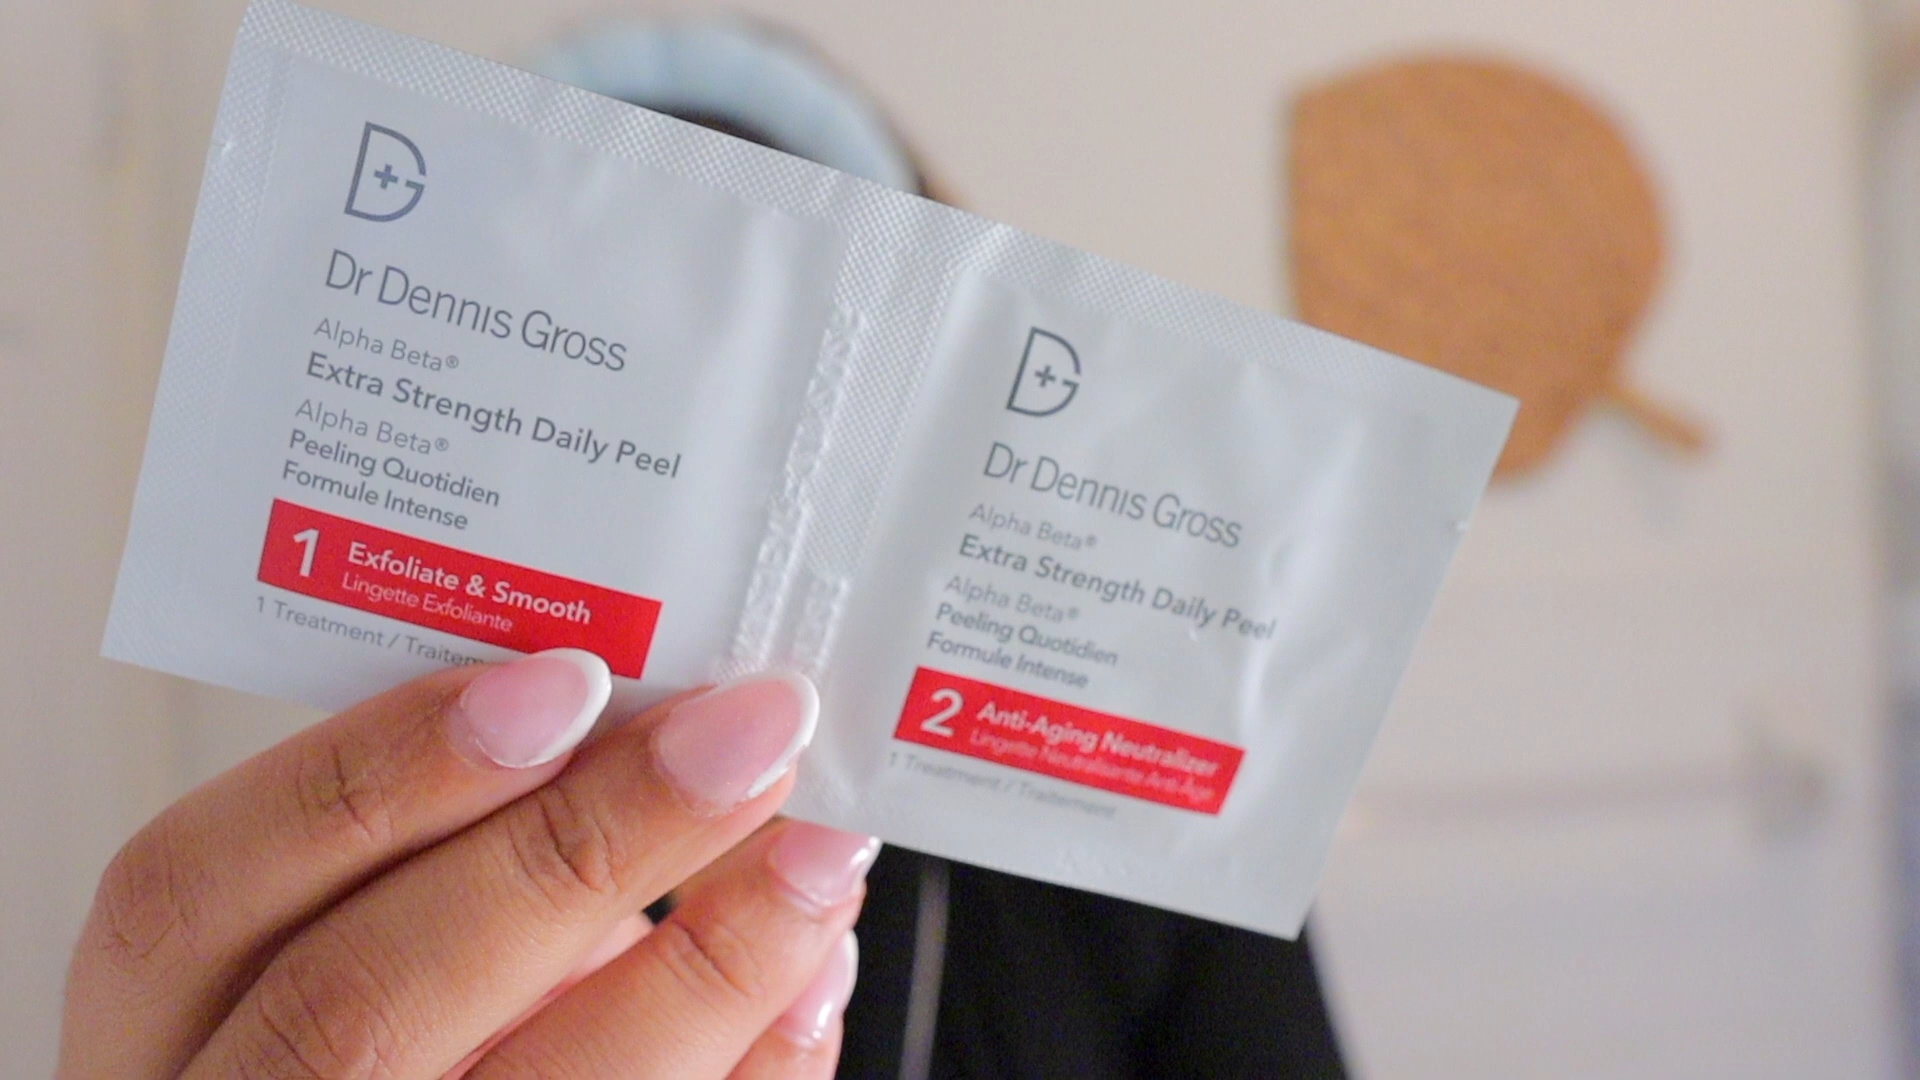 D+G
Dr Dennis Gross
Alpha Beta®
Extra Strength Daily Peel
Alpha Beta®
Peeling Quotidien
Formule Intense
1 Exfoliate & Smooth
Lingette Exfoliante
1 Treatment /
D+G
Dr Dennis Gross
Alpha Beta®
Extra Strength Daily Peel
Alpha Beta®
Peeling Quotidien
Formule Intense
2 Anti-Aging Neutralizer
Lingette Neutralisante Anti-Âge
1 Treatment / Traitement